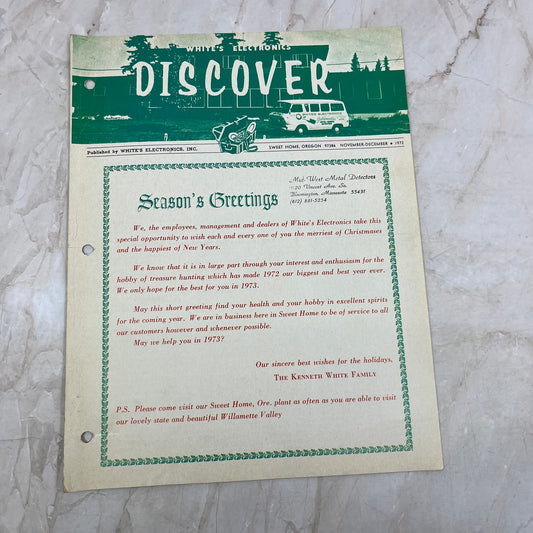 WHITE'S ELECTRONICS
DISCOVER
Published by WHITE'S ELECTRONICS, INC.
SWEET HOME, OREGON 97386 NOVEMBER-DECEMBER • 1972
Season's Greetings
Mid-West Metal Detectors
Vincent Ave. So.
Bloomington, Minnesota 55431
(612) 881-5254
We, the employees, management and dealers of White's Electronics take this
special opportunity to wish each and every one of you the merriest of Christmases
and the happiest of New Years.
We know that it is in large part through your interest and enthusiasm for the
hobby of treasure hunting which has made 1972 our biggest and best year ever.
We only hope for the best for you in 1973.
May this short greeting find your health and your hobby in excellent spirits
for the coming year. We are in business here in Sweet Home to be of service to all
our customers however and whenever possible.
May we help you in 1973?
Our sincere best wishes for the holidays,
THE KENNETH WHITE FAMILY
P.S. Please come visit our Sweet Home, Ore. plant as often as you are able to visit
our lovely state and beautiful Willamette Valley